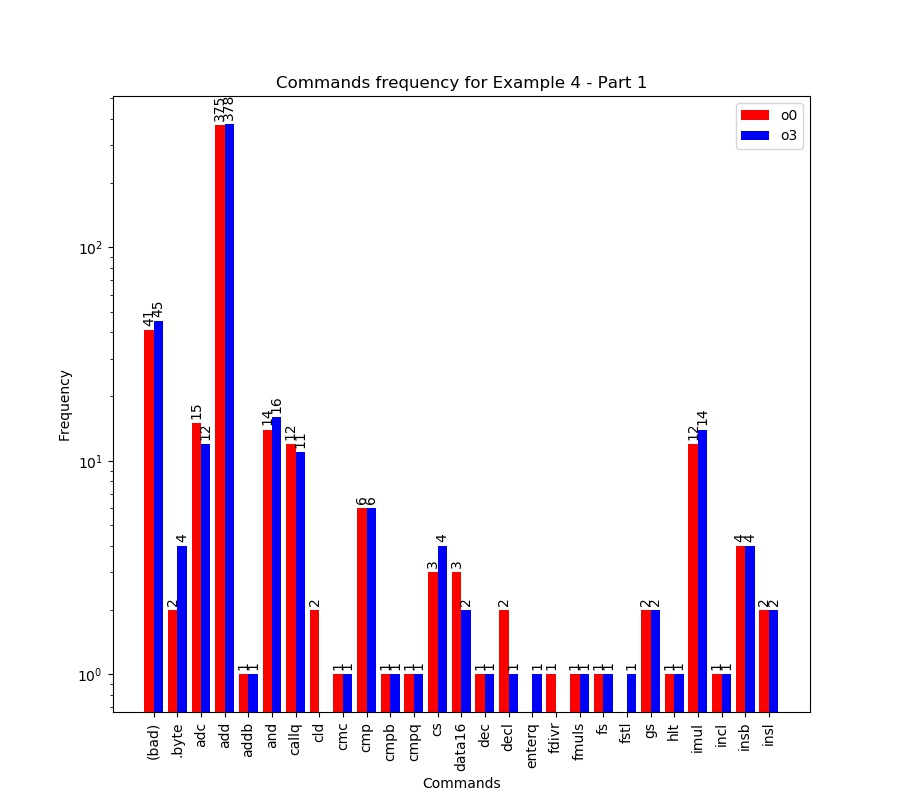 Commands frequency for Example 4 - Part 1
o0
o3
Frequency
10²
10¹
10⁰
41 45 2 4 15 12 375 378 1 1 14 16 12 11 2 1 1 6 6 1 1 1 1 3 4 3 2 1 1 2 1 1 1 1 1 1 1 1 2 2 1 1 12 14 1 1 4 4 2 2
(bad) .byte adc add addb and callq cld cmc cmp cmpb cmpq cs data16 dec decl enterq fdivr fmuls fs fstl gs hlt imul incl insb insl
Commands